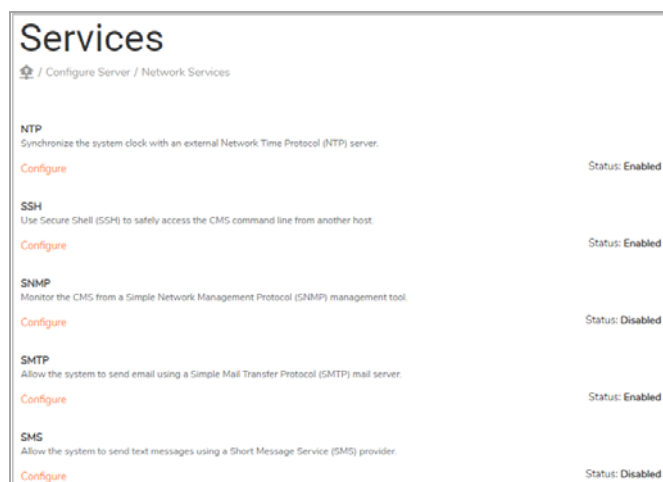 Services
/ Configure Server / Network Services
NTP
Synchronize the system clock with an external Network Time Protocol (NTP) server.
Configure
Status: Enabled
SSH
Use Secure Shell (SSH) to safely access the CMS command line from another host.
Configure
Status: Enabled
SNMP
Monitor the CMS from a Simple Network Management Protocol (SNMP) management tool.
Configure
Status: Disabled
SMTP
Allow the system to send email using a Simple Mail Transfer Protocol (SMTP) mail server.
Configure
Status: Enabled
SMS
Allow the system to send text messages using a Short Message Service (SMS) provider.
Configure
Status: Disabled